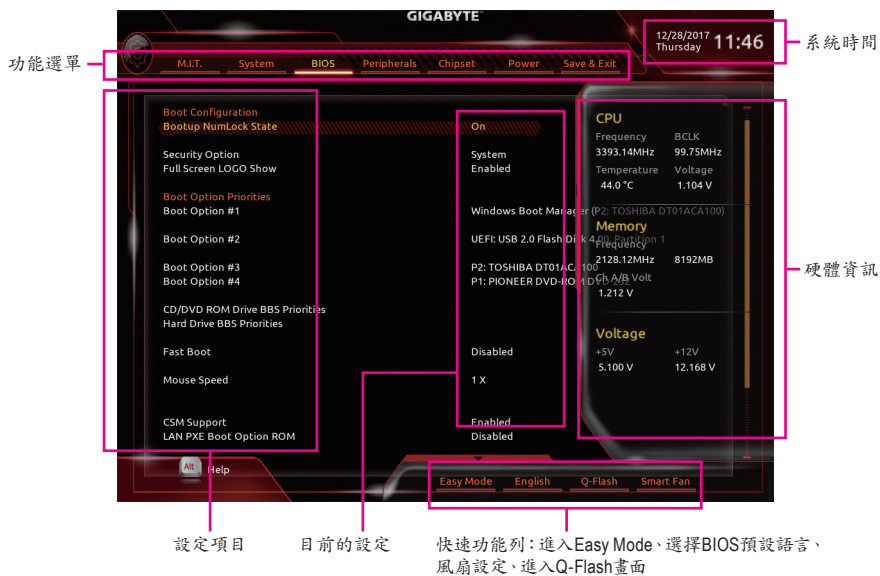 GIGABYTE
12/28/2017
Thursday 11:46
系統時間
功能選單
M.I.T. System BIOS Peripherals Chipset Power Save & Exit
Boot Configuration
Bootup NumLock State On
Security Option System
Full Screen LOGO Show Enabled
Boot Option Priorities
Boot Option #1 Windows Boot Manager (P2: TOSHIBA DT01ACA100)
Boot Option #2 UEFI: USB 2.0 Flash Disk 4.00, Partition 1
Boot Option #3 P2: TOSHIBA DT01ACA100
Boot Option #4 P1: PIONEER DVD-ROM DVD-232
CD/DVD ROM Drive BBS Priorities
Hard Drive BBS Priorities
Fast Boot Disabled
Mouse Speed 1 X
CSM Support Enabled
LAN PXE Boot Option ROM Disabled
CPU
Frequency BCLK
3393.14MHz 99.75MHz
Temperature Voltage
44.0 °C 1.104 V
Memory
Frequency
2128.12MHz 8192MB
Ch A/B Volt
1.212 V
Voltage
+5V +12V
5.100 V 12.168 V
硬體資訊
Alt Help
Easy Mode English Q-Flash Smart Fan
設定項目
目前的設定
快速功能列：進入Easy Mode、選擇BIOS預設語言、
風扇設定、進入Q-Flash畫面